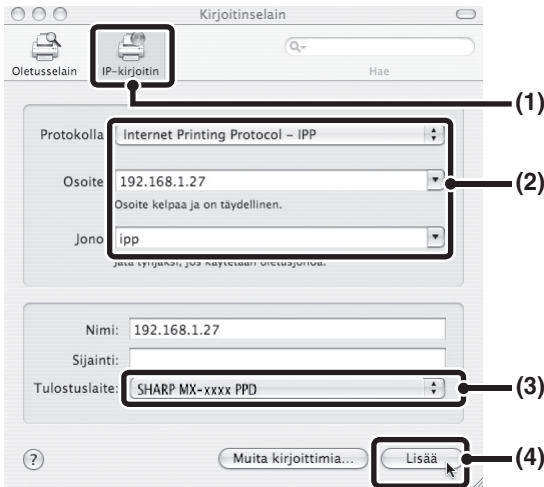 Kirjoitinselain
Oletusselain
IP-kirjoitin
Hae
(1)
Protokolla
Internet Printing Protocol – IPP
Osoite
192.168.1.27
(2)
Osoite kelpaa ja on täydellinen.
Jono
ipp
Jätä tyhjäksi, jos käytetään oletusjonoa.
Nimi: 192.168.1.27
Sijainti:
Tulostuslaite: SHARP MX-xxxx PPD
(3)
?
Muita kirjoittimia...
Lisää
(4)